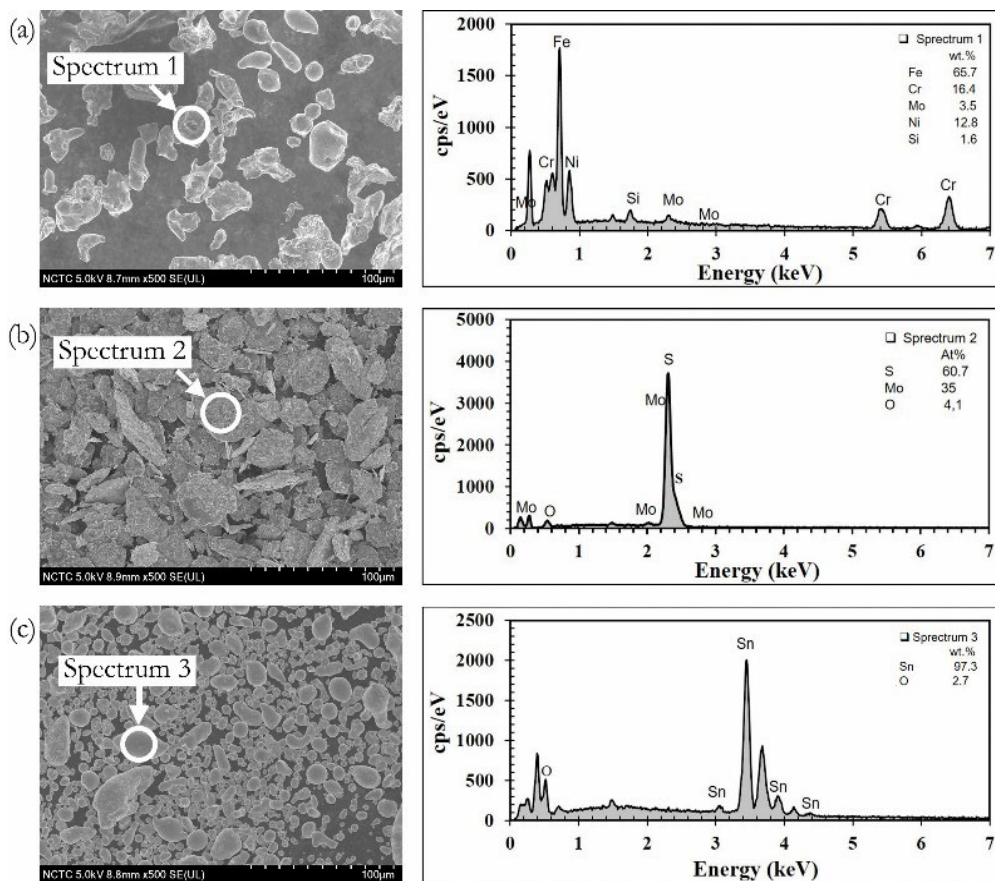 (a)
Spectrum 1
NCTC 5.0kV 8.7mm x500 SE(UL)
100μm
2000
1500
1000
500
0
cps/eV
Fe
Cr
Ni
Mo
Si
Mo
Mo
Cr
Cr
Sprectrum 1
wt.%
Fe 65.7
Cr 16.4
Mo 3.5
Ni 12.8
Si 1.6
0 1 2 3 4 5 6 7
Energy (keV)
(b)
Spectrum 2
NCTC 5.0kV 8.9mm x500 SE(UL)
100μm
5000
4000
3000
2000
1000
0
cps/eV
S
Mo
S
Mo
O
Mo
Mo
Sprectrum 2
At%
S 60.7
Mo 35
O 4,1
0 1 2 3 4 5 6 7
Energy (keV)
(c)
Spectrum 3
NCTC 5.0kV 8.8mm x500 SE(UL)
100μm
2500
2000
1500
1000
500
0
cps/eV
Sn
O
Sn
Sn
Sn
Sprectrum 3
wt.%
Sn 97.3
O 2.7
0 1 2 3 4 5 6 7
Energy (keV)